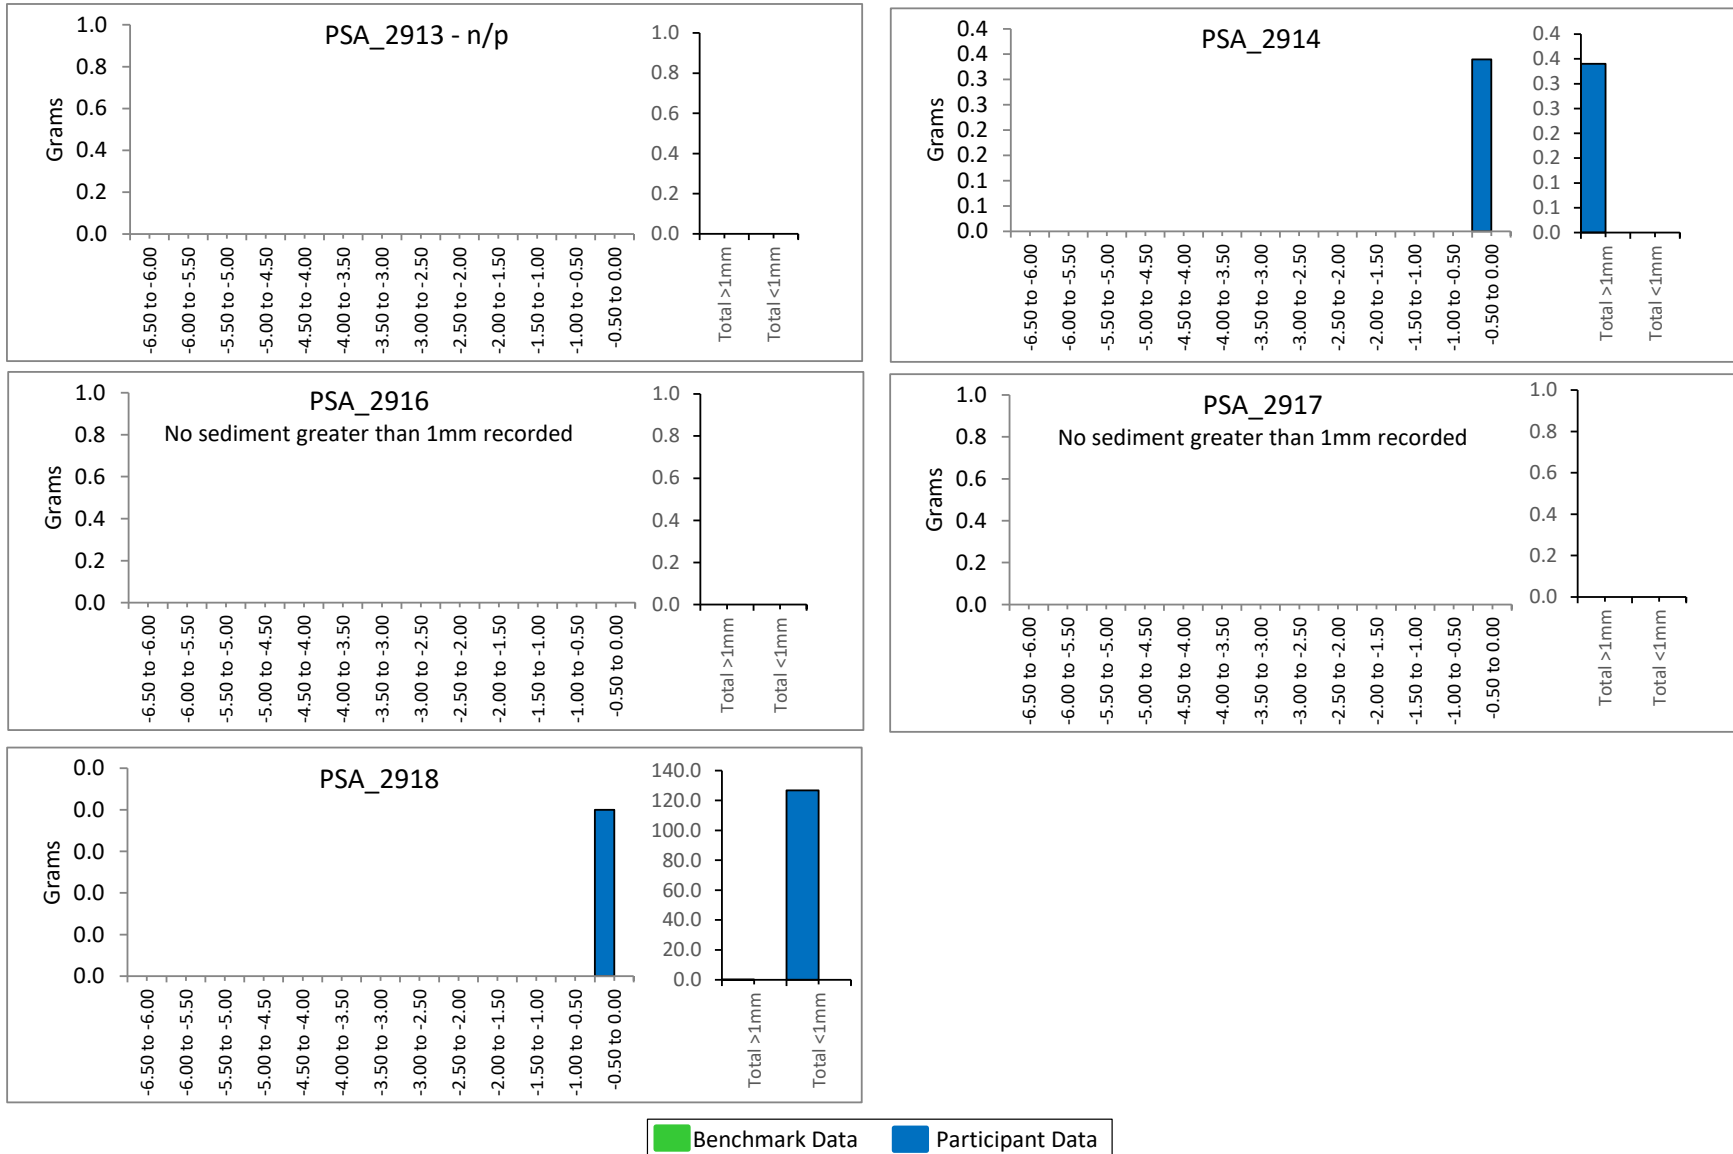 PSA_2913 - n/p
Grams
1.0
0.8
0.6
0.4
0.2
0.0
-6.50 to -6.00
-6.00 to -5.50
-5.50 to -5.00
-5.00 to -4.50
-4.50 to -4.00
-4.00 to -3.50
-3.50 to -3.00
-3.00 to -2.50
-2.50 to -2.00
-2.00 to -1.50
-1.50 to -1.00
-1.00 to -0.50
-0.50 to 0.00
1.0
0.8
0.6
0.4
0.2
0.0
Total >1mm
Total <1mm
PSA_2914
Grams
0.4
0.4
0.3
0.3
0.2
0.2
0.1
0.1
0.0
-6.50 to -6.00
-6.00 to -5.50
-5.50 to -5.00
-5.00 to -4.50
-4.50 to -4.00
-4.00 to -3.50
-3.50 to -3.00
-3.00 to -2.50
-2.50 to -2.00
-2.00 to -1.50
-1.50 to -1.00
-1.00 to -0.50
-0.50 to 0.00
0.4
0.4
0.3
0.3
0.2
0.2
0.1
0.1
0.0
Total >1mm
Total <1mm
PSA_2916
No sediment greater than 1mm recorded
Grams
1.0
0.8
0.6
0.4
0.2
0.0
-6.50 to -6.00
-6.00 to -5.50
-5.50 to -5.00
-5.00 to -4.50
-4.50 to -4.00
-4.00 to -3.50
-3.50 to -3.00
-3.00 to -2.50
-2.50 to -2.00
-2.00 to -1.50
-1.50 to -1.00
-1.00 to -0.50
-0.50 to 0.00
1.0
0.8
0.6
0.4
0.2
0.0
Total >1mm
Total <1mm
PSA_2917
No sediment greater than 1mm recorded
Grams
1.0
0.8
0.6
0.4
0.2
0.0
-6.50 to -6.00
-6.00 to -5.50
-5.50 to -5.00
-5.00 to -4.50
-4.50 to -4.00
-4.00 to -3.50
-3.50 to -3.00
-3.00 to -2.50
-2.50 to -2.00
-2.00 to -1.50
-1.50 to -1.00
-1.00 to -0.50
-0.50 to 0.00
1.0
0.8
0.6
0.4
0.2
0.0
Total >1mm
Total <1mm
PSA_2918
Grams
0.0
0.0
0.0
0.0
0.0
0.0
-6.50 to -6.00
-6.00 to -5.50
-5.50 to -5.00
-5.00 to -4.50
-4.50 to -4.00
-4.00 to -3.50
-3.50 to -3.00
-3.00 to -2.50
-2.50 to -2.00
-2.00 to -1.50
-1.50 to -1.00
-1.00 to -0.50
-0.50 to 0.00
140.0
120.0
100.0
80.0
60.0
40.0
20.0
0.0
Total >1mm
Total <1mm
Benchmark Data
Participant Data